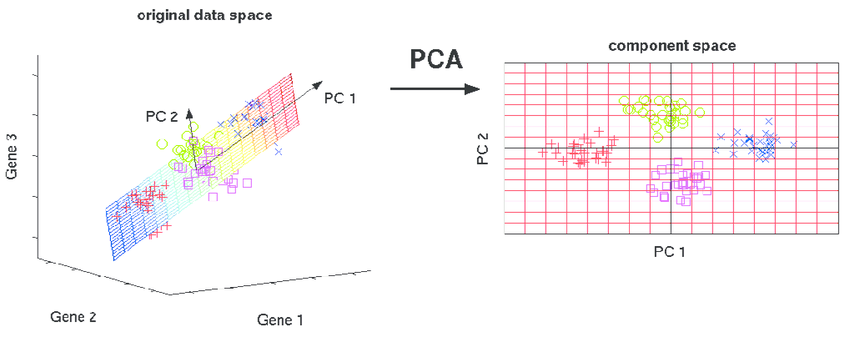 original data space
component space
PCA
PC 1
PC 2
Gene 3
PC 2
Gene 2
Gene 1
PC 1